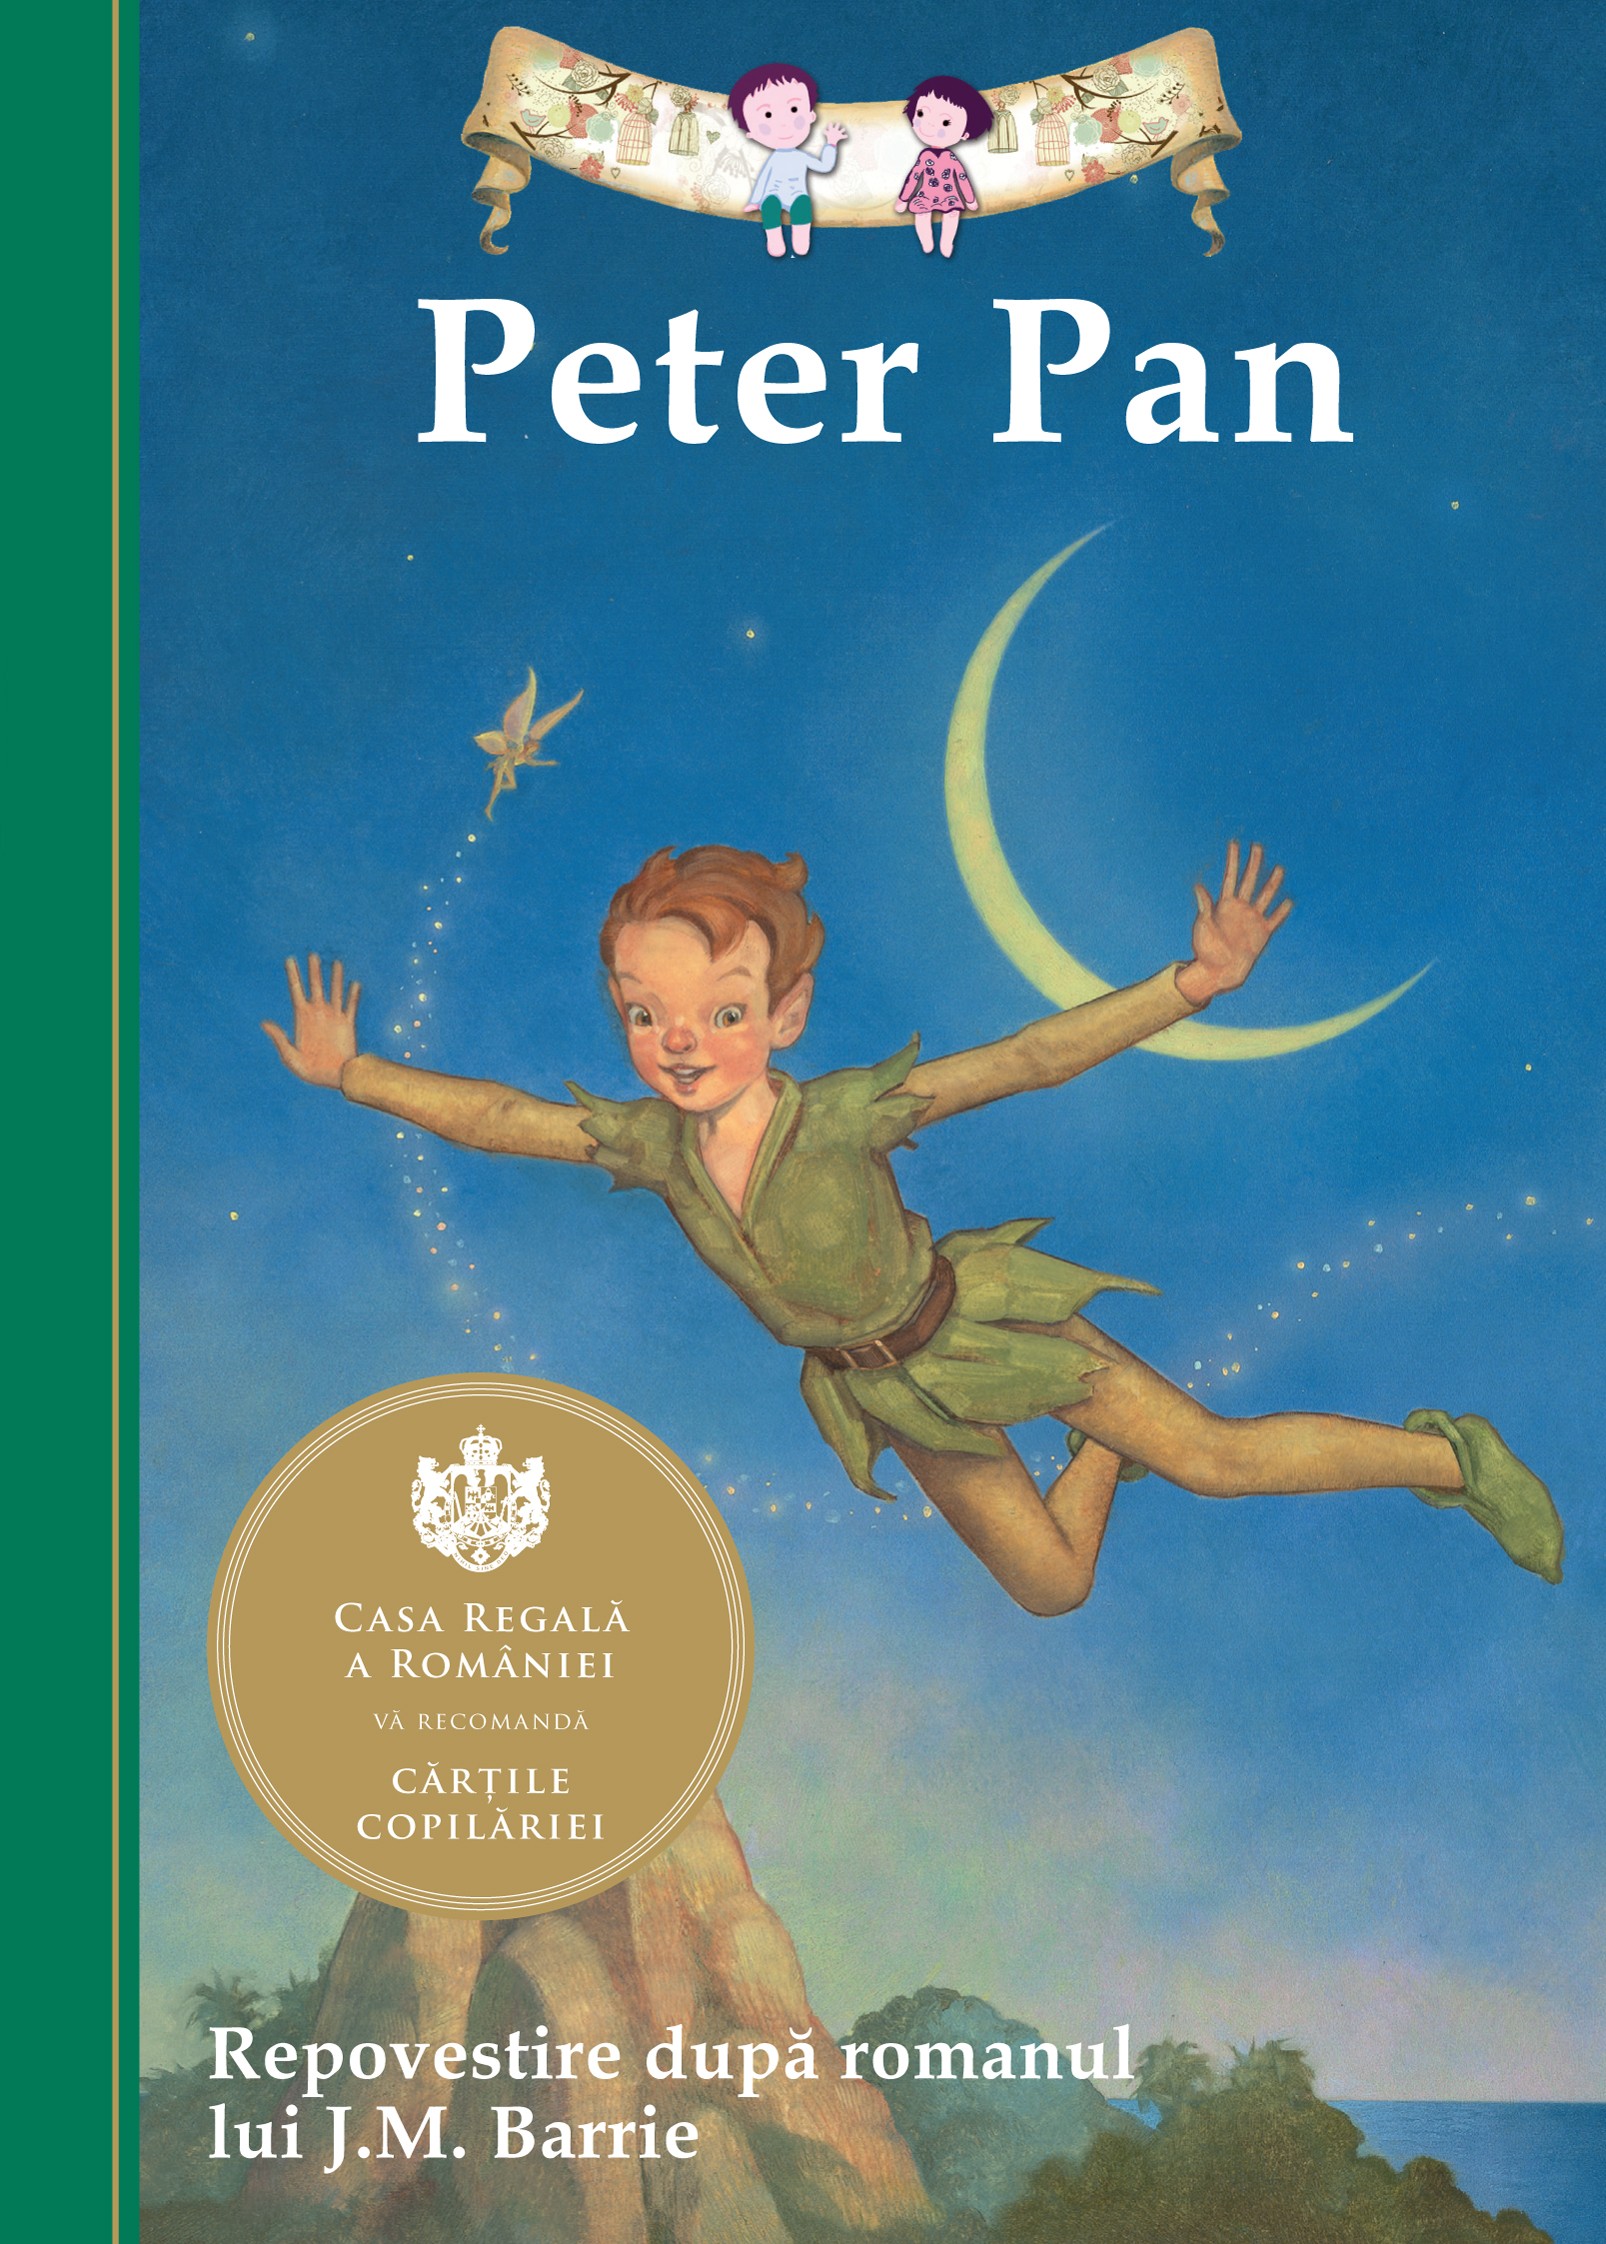 Peter Pan
CASA REGALĂ
A ROMÂNIEI
VĂ RECOMANDĂ
CĂRȚILE
COPILĂRIEI
Repovestire după romanul
lui J.M. Barrie